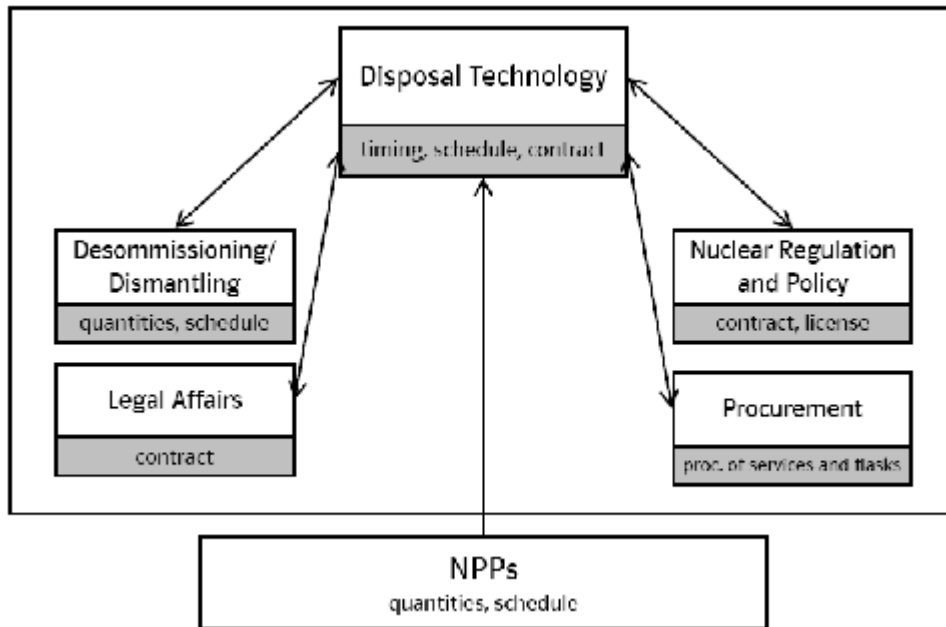 Disposal Technology
timing, schedule, contract
Desommissioning/
Dismantling
quantities, schedule
Nuclear Regulation
and Policy
contract, license
Legal Affairs
contract
Procurement
proc. of services and flasks
NPPs
quantities, schedule